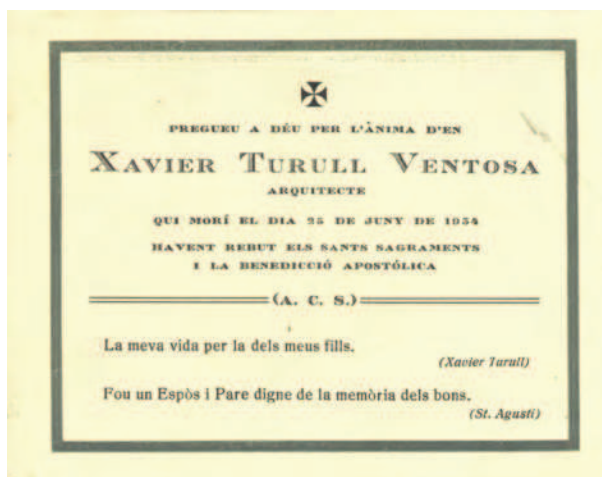 PREGUEU A DÉU PER L'ÀNIMA D'EN
XAVIER TURULL VENTOSA
ARQUITECTE
QUI MORÍ EL DIA 25 DE JUNY DE 1954
HAVENT REBUT ELS SANTS SAGRAMENTS
I LA BENEDICCIÓ APOSTÓLICA
(A. C. S.)
La meva vida per la dels meus fills.
(Xavier Turull)
Fou un Espòs i Pare digne de la memòria dels bons.
(St. Agustí)